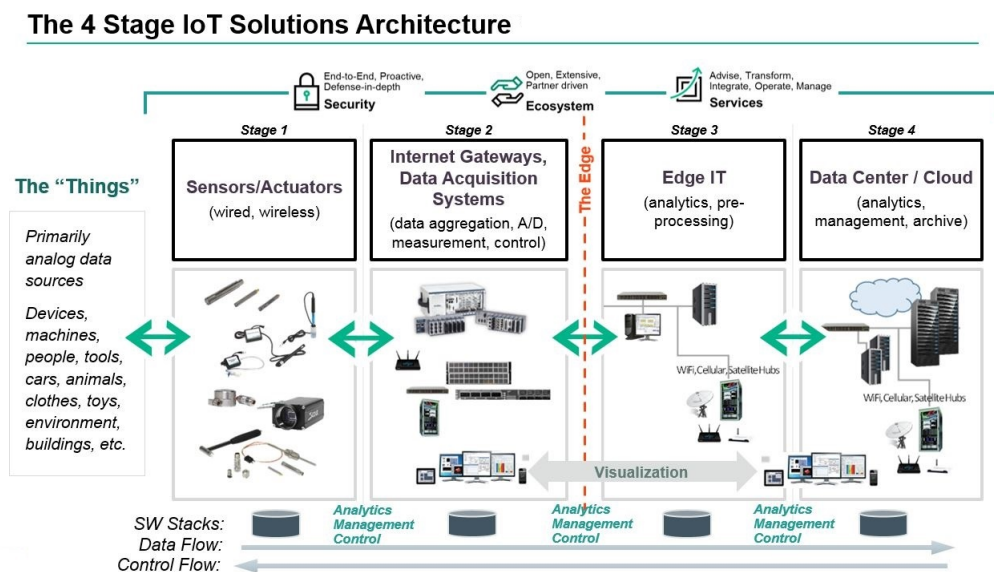 The 4 Stage IoT Solutions Architecture
End-to-End, Proactive,
Defense-in-depth
Security
Open, Extensive,
Partner driven
Ecosystem
Advise, Transform,
Integrate, Operate, Manage
Services
The “Things”
Primarily
analog data
sources
Devices,
machines,
people, tools,
cars, animals,
clothes, toys,
environment,
buildings, etc.
Stage 1
Sensors/Actuators
(wired, wireless)
Stage 2
Internet Gateways,
Data Acquisition
Systems
(data aggregation, A/D,
measurement, control)
The Edge
Stage 3
Edge IT
(analytics, pre-
processing)
Stage 4
Data Center / Cloud
(analytics,
management, archive)
WiFi, Cellular, Satellite Hubs
WiFi, Cellular, Satellite Hubs
Visualization
SW Stacks:
Analytics
Management
Control
Analytics
Management
Control
Analytics
Management
Control
Data Flow:
Control Flow: